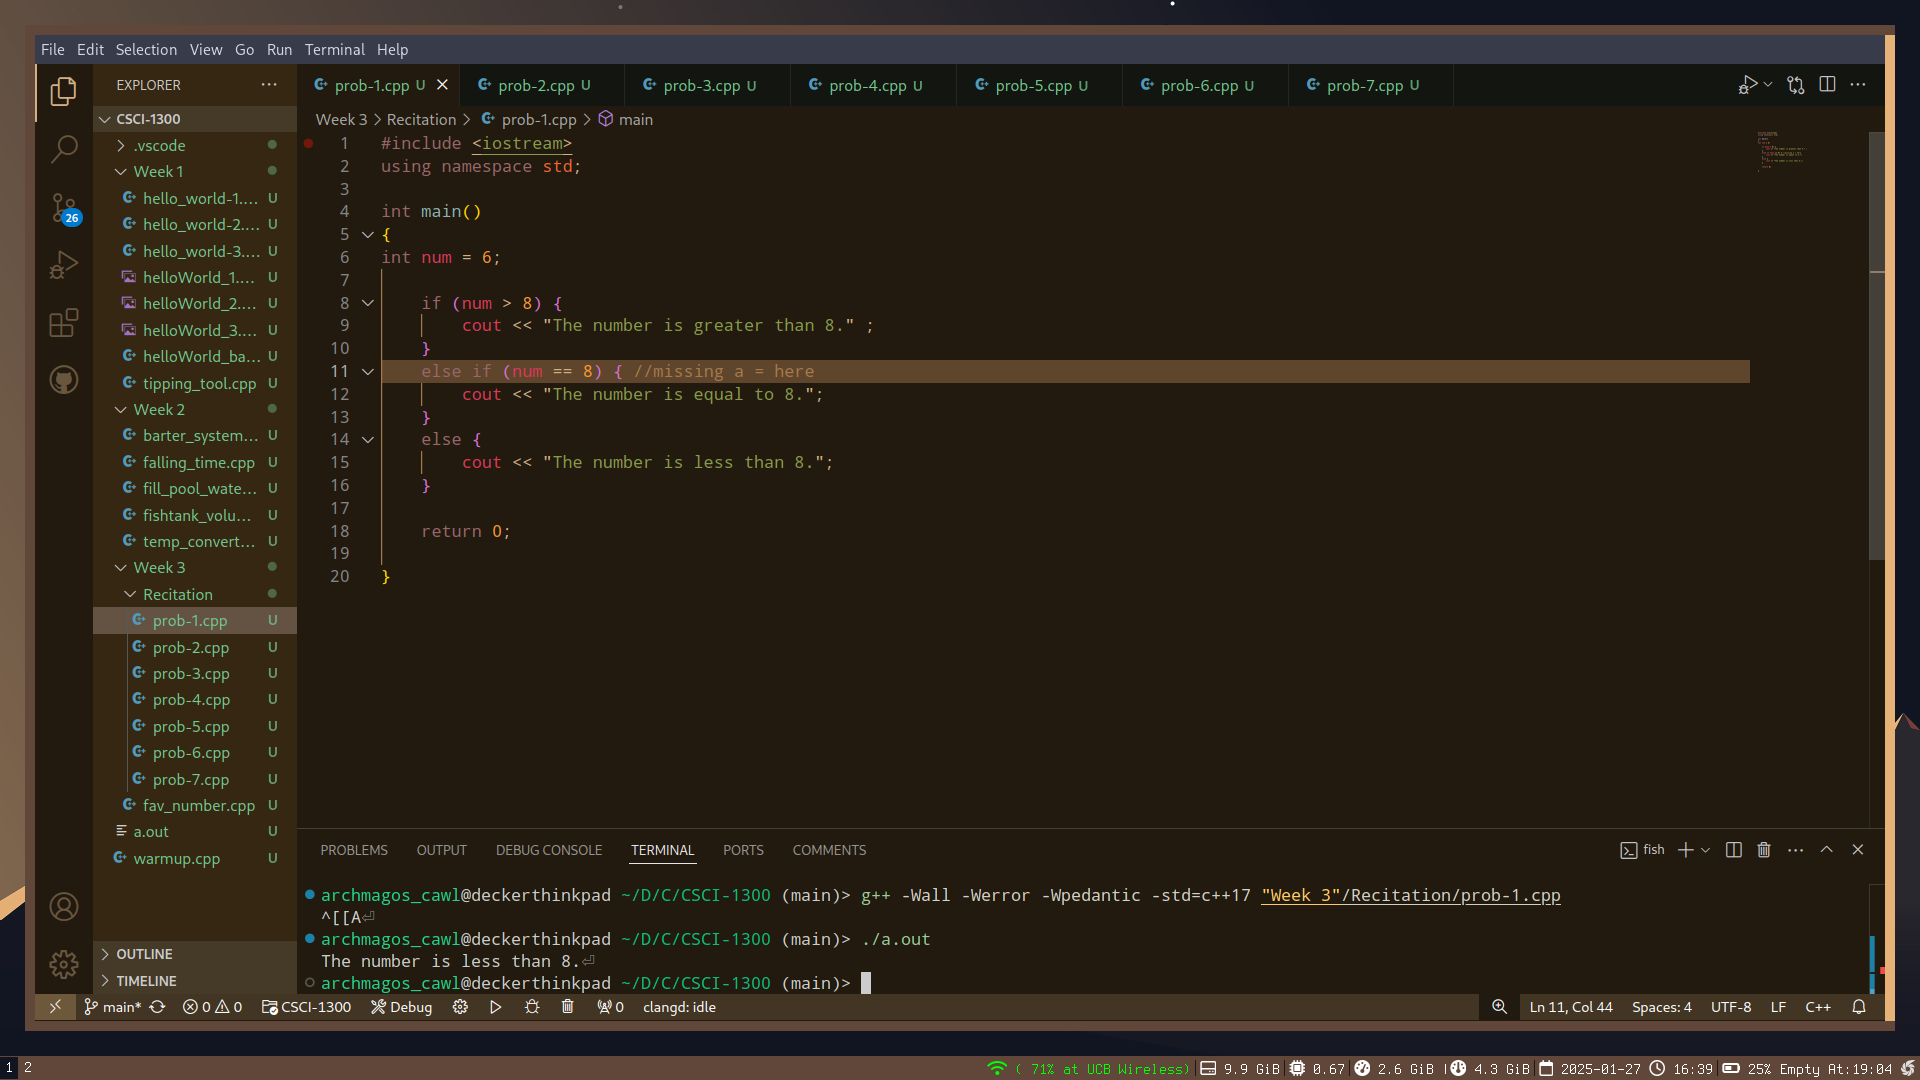 File Edit Selection View Go Run Terminal Help
EXPLORER
prob-1.cpp U
prob-2.cpp U
prob-3.cpp U
prob-4.cpp U
prob-5.cpp U
prob-6.cpp U
prob-7.cpp U
CSCI-1300
.vscode
Week 1
hello_world-1.... U
hello_world-2.... U
hello_world-3.... U
helloWorld_1.... U
helloWorld_2.... U
helloWorld_3.... U
helloWorld_ba... U
tipping_tool.cpp U
Week 2
barter_system... U
falling_time.cpp U
fill_pool_wate... U
fishtank_volu... U
temp_convert... U
Week 3
Recitation
prob-1.cpp U
prob-2.cpp U
prob-3.cpp U
prob-4.cpp U
prob-5.cpp U
prob-6.cpp U
prob-7.cpp U
fav_number.cpp U
a.out U
warmup.cpp U
OUTLINE
TIMELINE
26
Week 3 > Recitation > prob-1.cpp > main
1 #include <iostream>
2 using namespace std;
3
4 int main()
5 {
6 int num = 6;
7
8 if (num > 8) {
9 cout << "The number is greater than 8." ;
10 }
11 else if (num == 8) { //missing a = here
12 cout << "The number is equal to 8.";
13 }
14 else {
15 cout << "The number is less than 8.";
16 }
17
18 return 0;
19
20 }
PROBLEMS OUTPUT DEBUG CONSOLE TERMINAL PORTS COMMENTS
fish
archmagos_cawl@deckerthinkpad ~/D/C/CSCI-1300 (main)> g++ -Wall -Werror -Wpedantic -std=c++17 "Week 3"/Recitation/prob-1.cpp
^[[A⏎
archmagos_cawl@deckerthinkpad ~/D/C/CSCI-1300 (main)> ./a.out
The number is less than 8.⏎
archmagos_cawl@deckerthinkpad ~/D/C/CSCI-1300 (main)>
main* 0 0 CSCI-1300 Debug 0 clangd: idle Ln 11, Col 44 Spaces: 4 UTF-8 LF C++
1 2 ( 71% at UCB Wireless) 9.9 GiB 0.67 2.6 GiB | 4.3 GiB 2025-01-27 16:39 25% Empty At:19:04